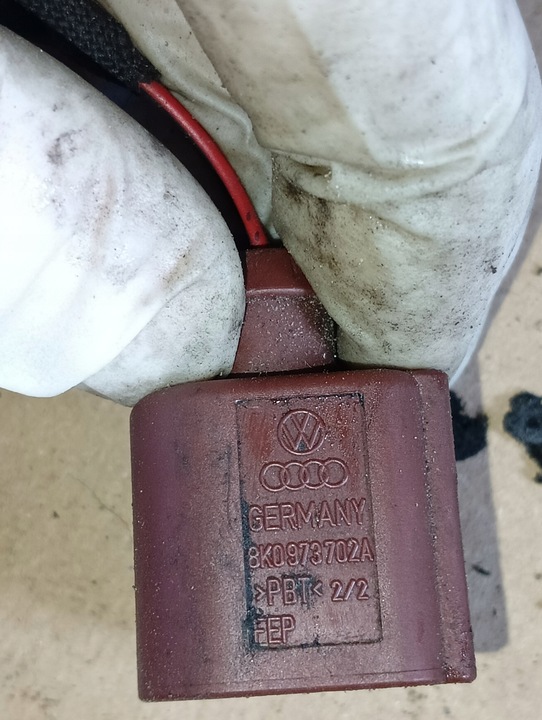 GERMANY
8K0973702A
>PBT< 2/2
FEP